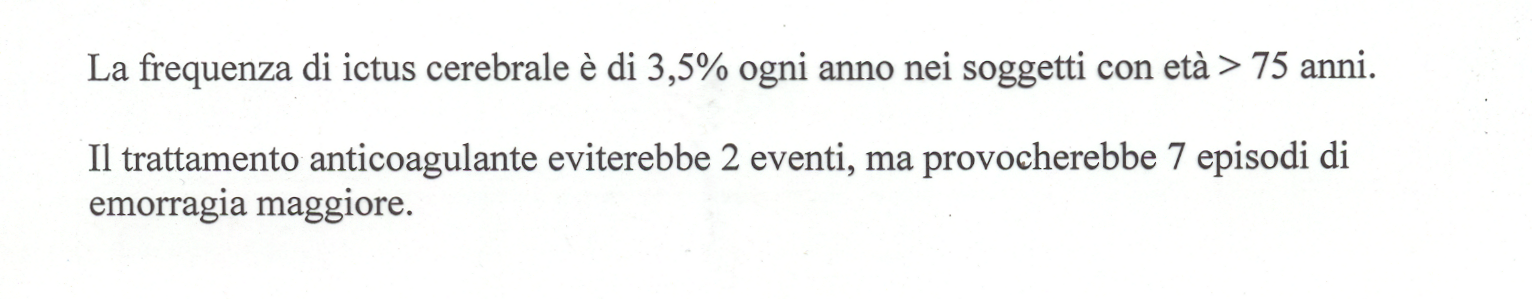 La frequenza di ictus cerebrale è di 3,5% ogni anno nei soggetti con età > 75 anni.
Il trattamento anticoagulante eviterebbe 2 eventi, ma provocherebbe 7 episodi di
emorragia maggiore.